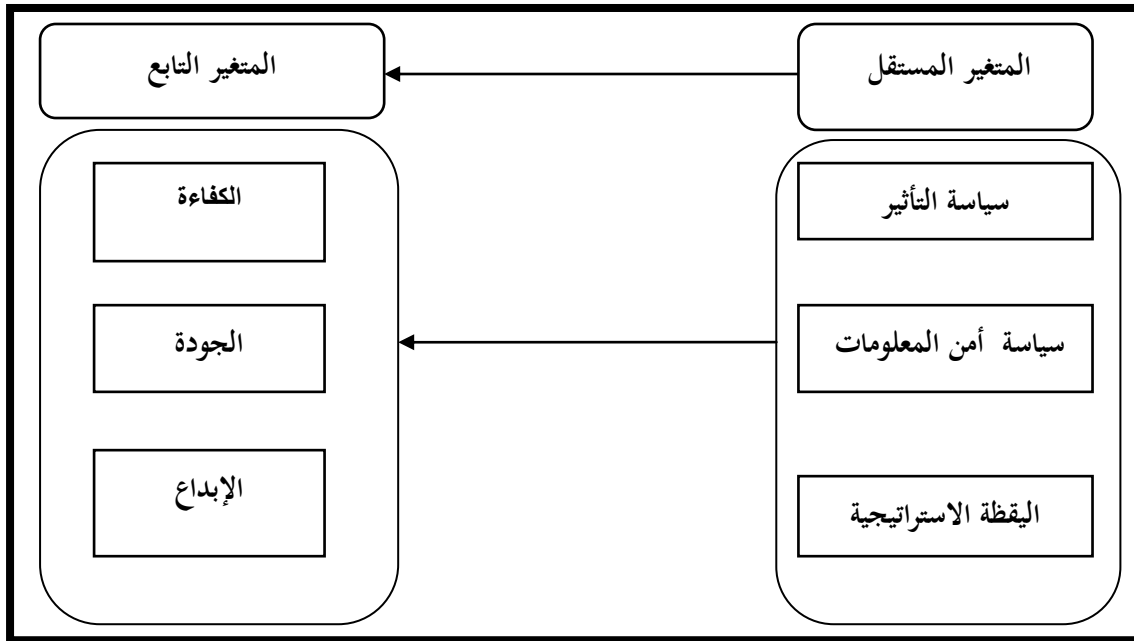 المتغير المستقل
المتغير التابع
سياسة التأثير
سياسة أمن المعلومات
اليقظة الاستراتيجية
الكفاءة
الجودة
الإبداع